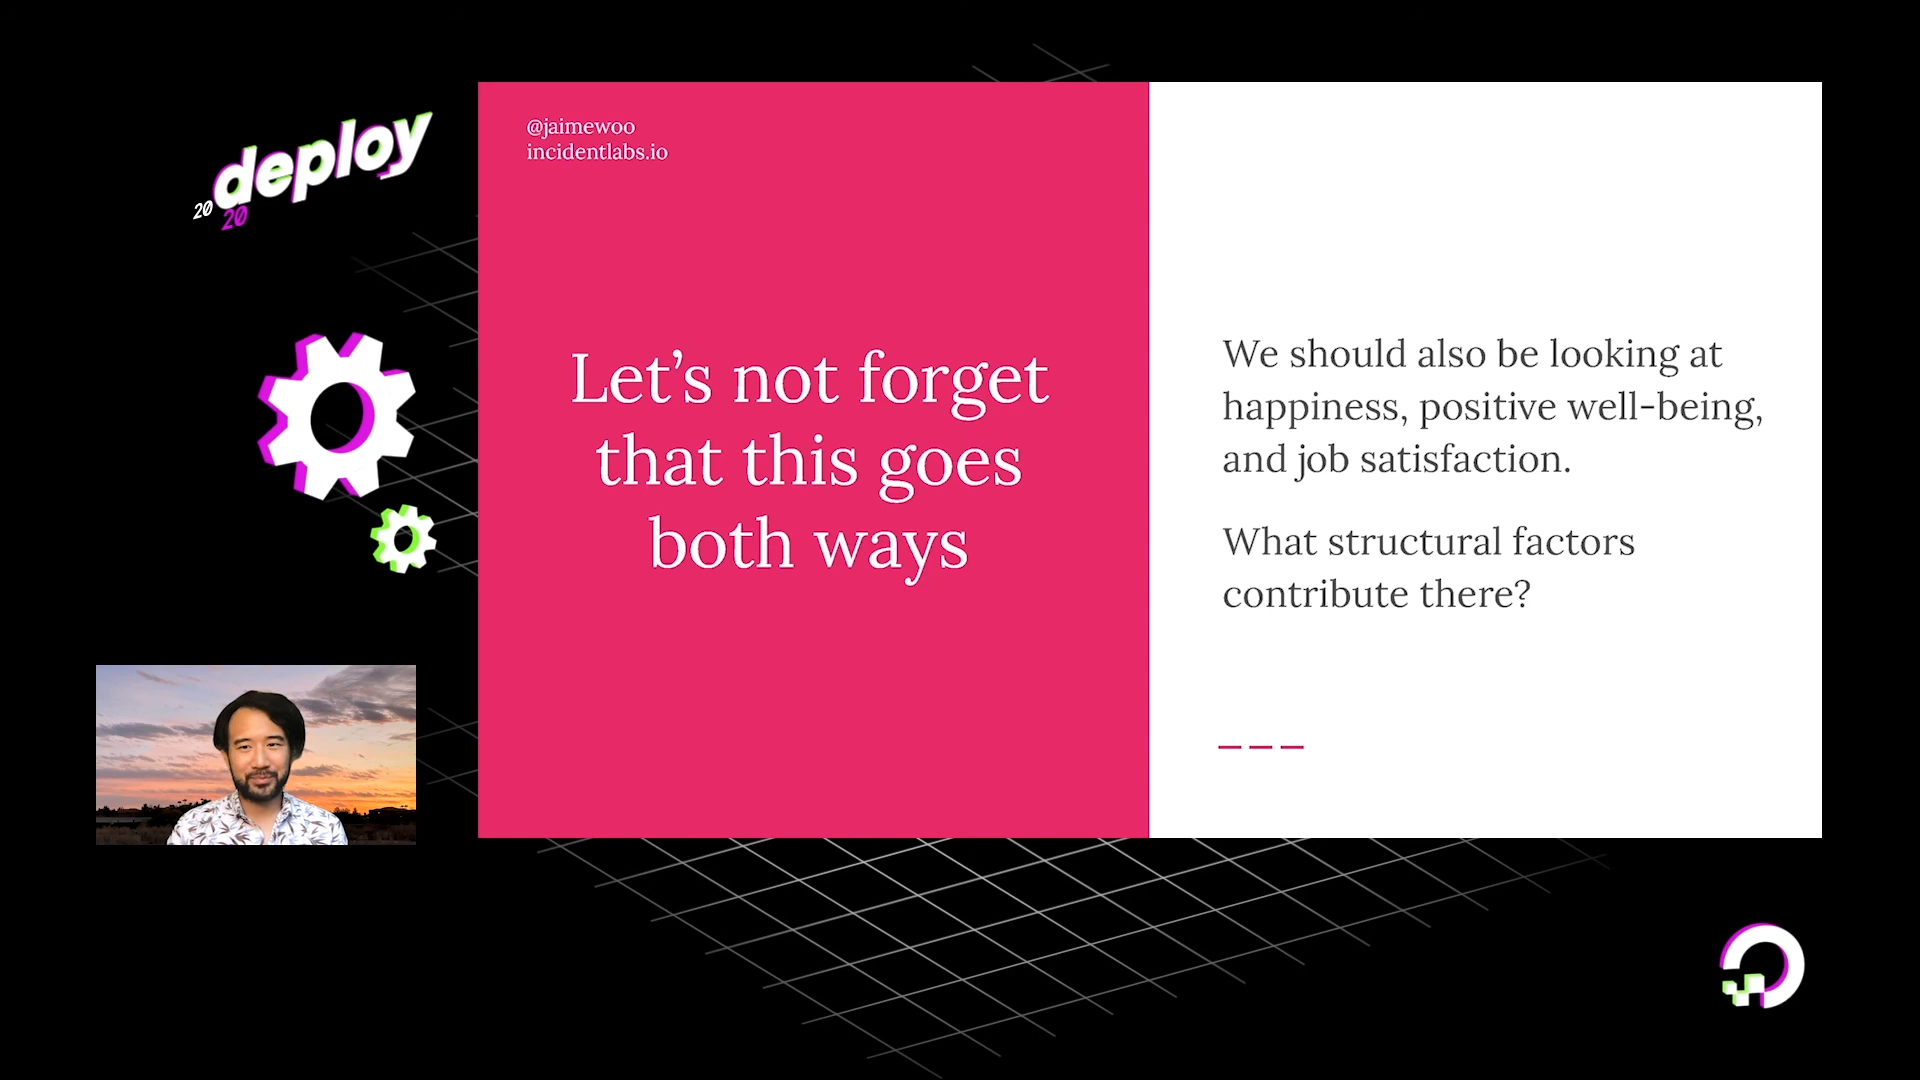 deploy
20
20
@jaimewoo
incidentlabs.io
Let’s not forget
that this goes
both ways
We should also be looking at
happiness, positive well-being,
and job satisfaction.
What structural factors
contribute there?